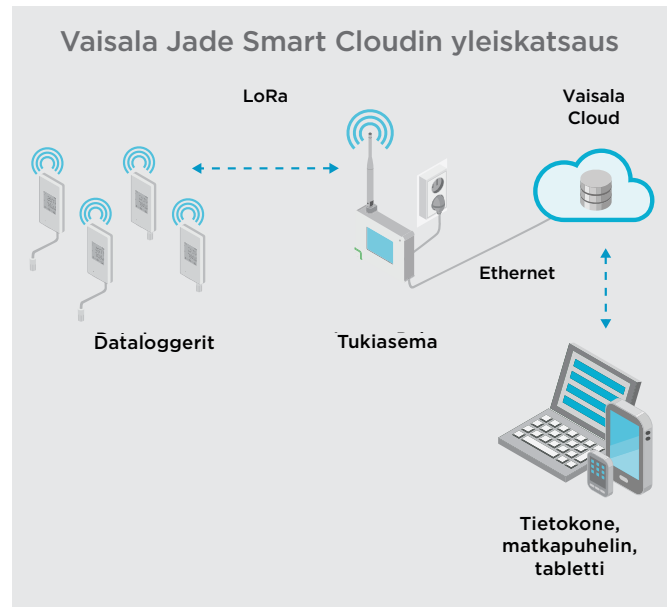 Vaisala Jade Smart Cloudin yleiskatsaus
LoRa
Vaisala
Cloud
Ethernet
Dataloggerit
Tukiasema
Tietokone,
matkapuhelin,
tabletti